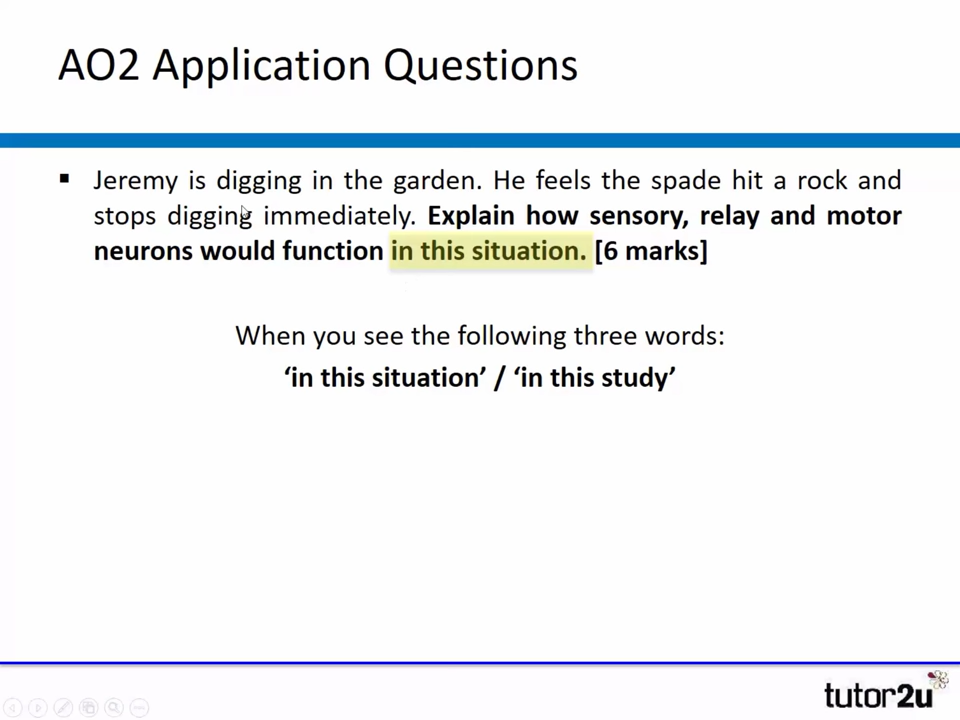 AO2 Application Questions
▪ Jeremy is digging in the garden. He feels the spade hit a rock and
stops digging immediately. Explain how sensory, relay and motor
neurons would function in this situation. [6 marks]
When you see the following three words:
‘in this situation’ / ‘in this study’
tutor2u